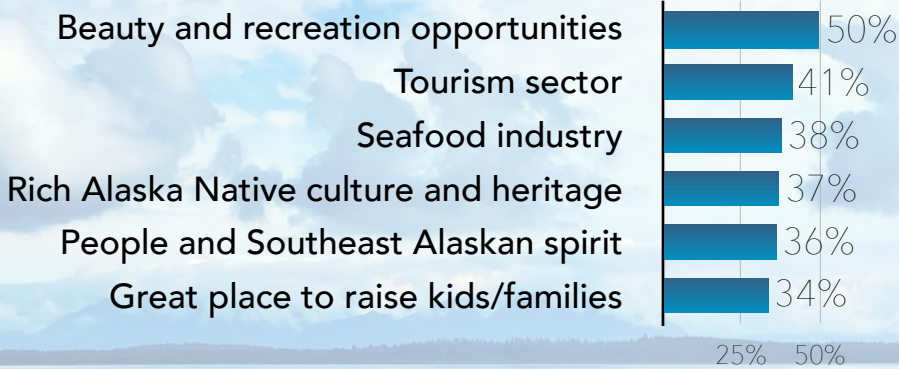 Beauty and recreation opportunities 50%
Tourism sector 41%
Seafood industry 38%
Rich Alaska Native culture and heritage 37%
People and Southeast Alaskan spirit 36%
Great place to raise kids/families 34%
25% 50%